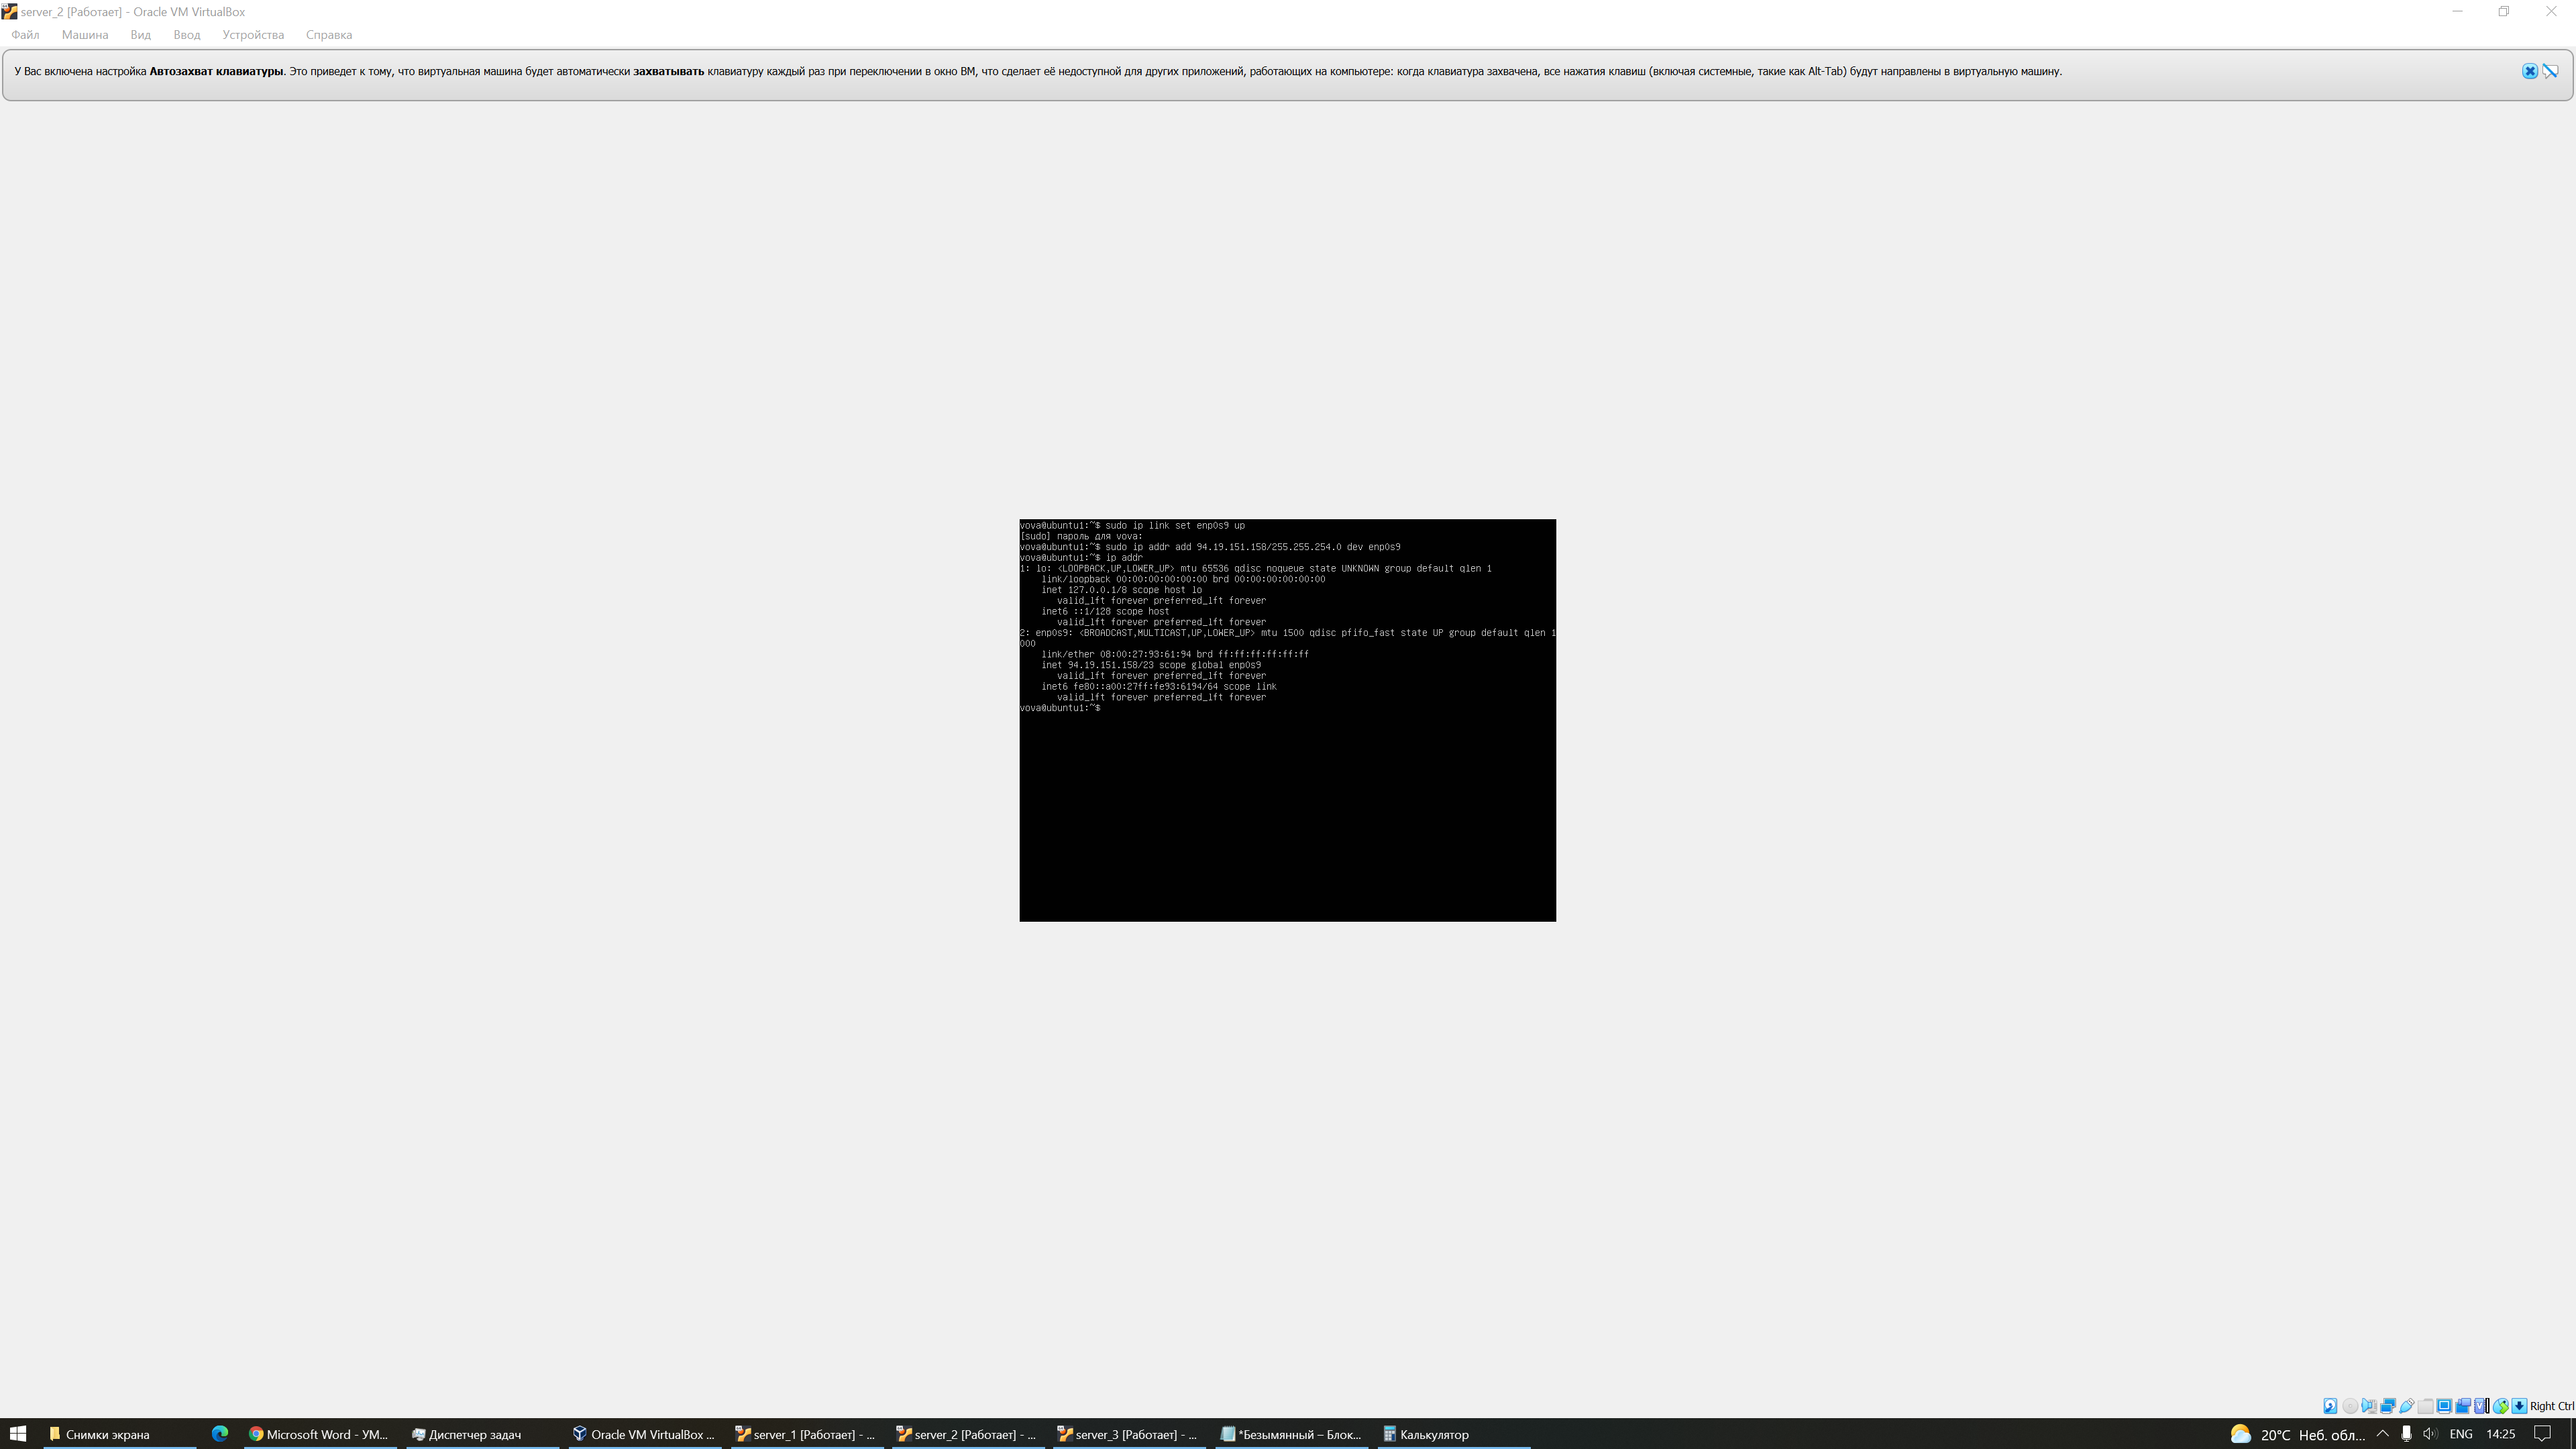 server_2 [Работает] - Oracle VM VirtualBox
Файл Машина Вид Ввод Устройства Справка
У Вас включена настройка Автозахват клавиатуры. Это приведет к тому, что виртуальная машина будет автоматически захватывать клавиатуру каждый раз при переключении в окно ВМ, что сделает её недоступной для других приложений, работающих на компьютере: когда клавиатура захвачена, все нажатия клавиш (включая системные, такие как Alt-Tab) будут направлены в виртуальную машину.
vova@ubuntu1:~$ sudo ip link set enp0s9 up
[sudo] пароль для vova:
vova@ubuntu1:~$ sudo ip addr add 94.19.151.158/255.255.254.0 dev enp0s9
vova@ubuntu1:~$ ip addr
1: lo: <LOOPBACK,UP,LOWER_UP> mtu 65536 qdisc noqueue state UNKNOWN group default qlen 1
link/loopback 00:00:00:00:00:00 brd 00:00:00:00:00:00
inet 127.0.0.1/8 scope host lo
valid_lft forever preferred_lft forever
inet6 ::1/128 scope host
valid_lft forever preferred_lft forever
2: enp0s9: <BROADCAST,MULTICAST,UP,LOWER_UP> mtu 1500 qdisc pfifo_fast state UP group default qlen 1
000
link/ether 08:00:27:93:61:94 brd ff:ff:ff:ff:ff:ff
inet 94.19.151.158/23 scope global enp0s9
valid_lft forever preferred_lft forever
inet6 fe80::a00:27ff:fe93:6194/64 scope link
valid_lft forever preferred_lft forever
vova@ubuntu1:~$
Right Ctrl
Снимки экрана Microsoft Word - УМ... Диспетчер задач Oracle VM VirtualBox ... server_1 [Работает] - ... server_2 [Работает] - ... server_3 [Работает] - ... *Безымянный – Блок... Калькулятор 20°C Неб. обл... ENG 14:25